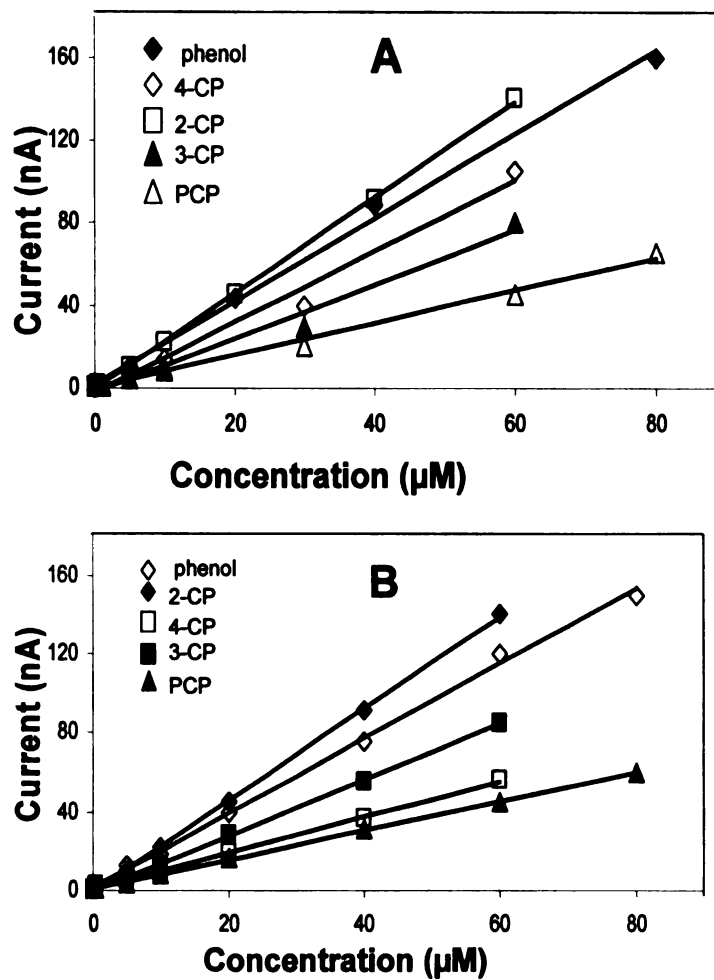 A
phenol
4-CP
2-CP
3-CP
PCP
160
120
80
40
0
Current (nA)
0 20 40 60 80
Concentration (µM)
B
phenol
2-CP
4-CP
3-CP
PCP
160
120
80
40
0
Current (nA)
0 20 40 60 80
Concentration (µM)